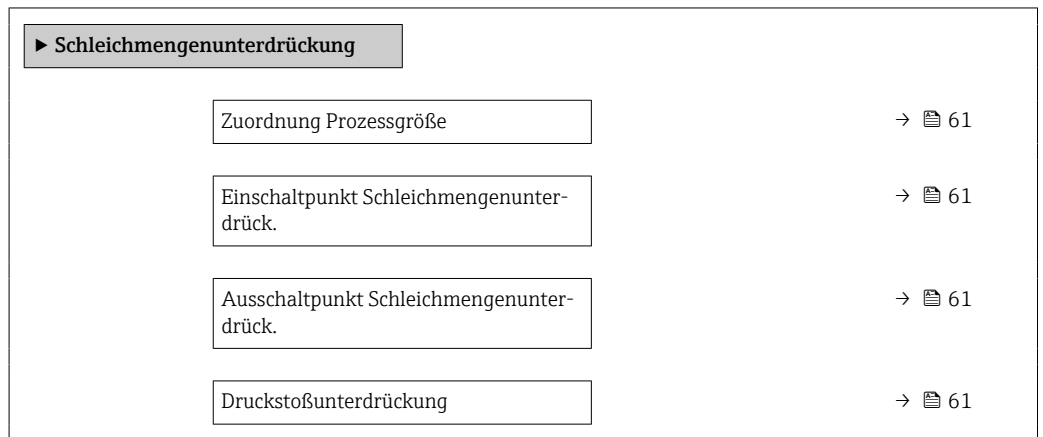 ► Schleichmengenunterdrückung
Zuordnung Prozessgröße → 61
Einschaltpunkt Schleichmengenunter-
drück. → 61
Ausschaltpunkt Schleichmengenunter-
drück. → 61
Druckstoßunterdrückung → 61